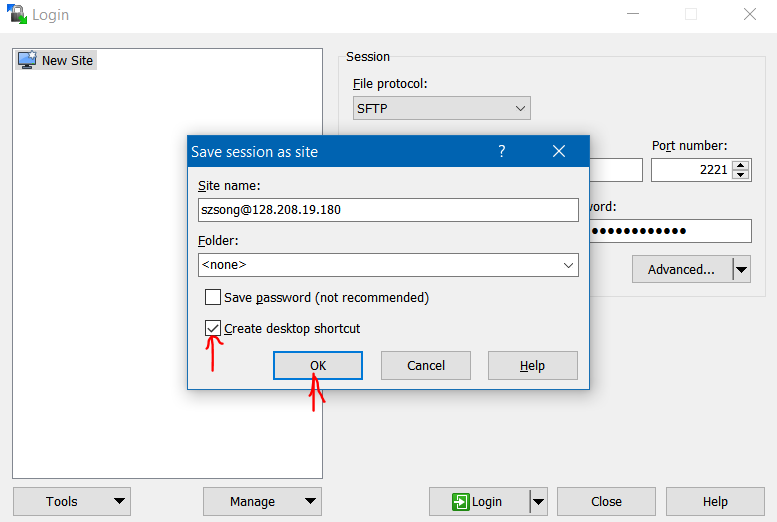 Login
New Site
Session
File protocol:
SFTP
Save session as site
?
Port number:
2221
Site name:
szsong@128.208.19.180
word:
Folder:
<none>
Advanced...
Save password (not recommended)
Create desktop shortcut
OK
Cancel
Help
Tools
Manage
Login
Close
Help